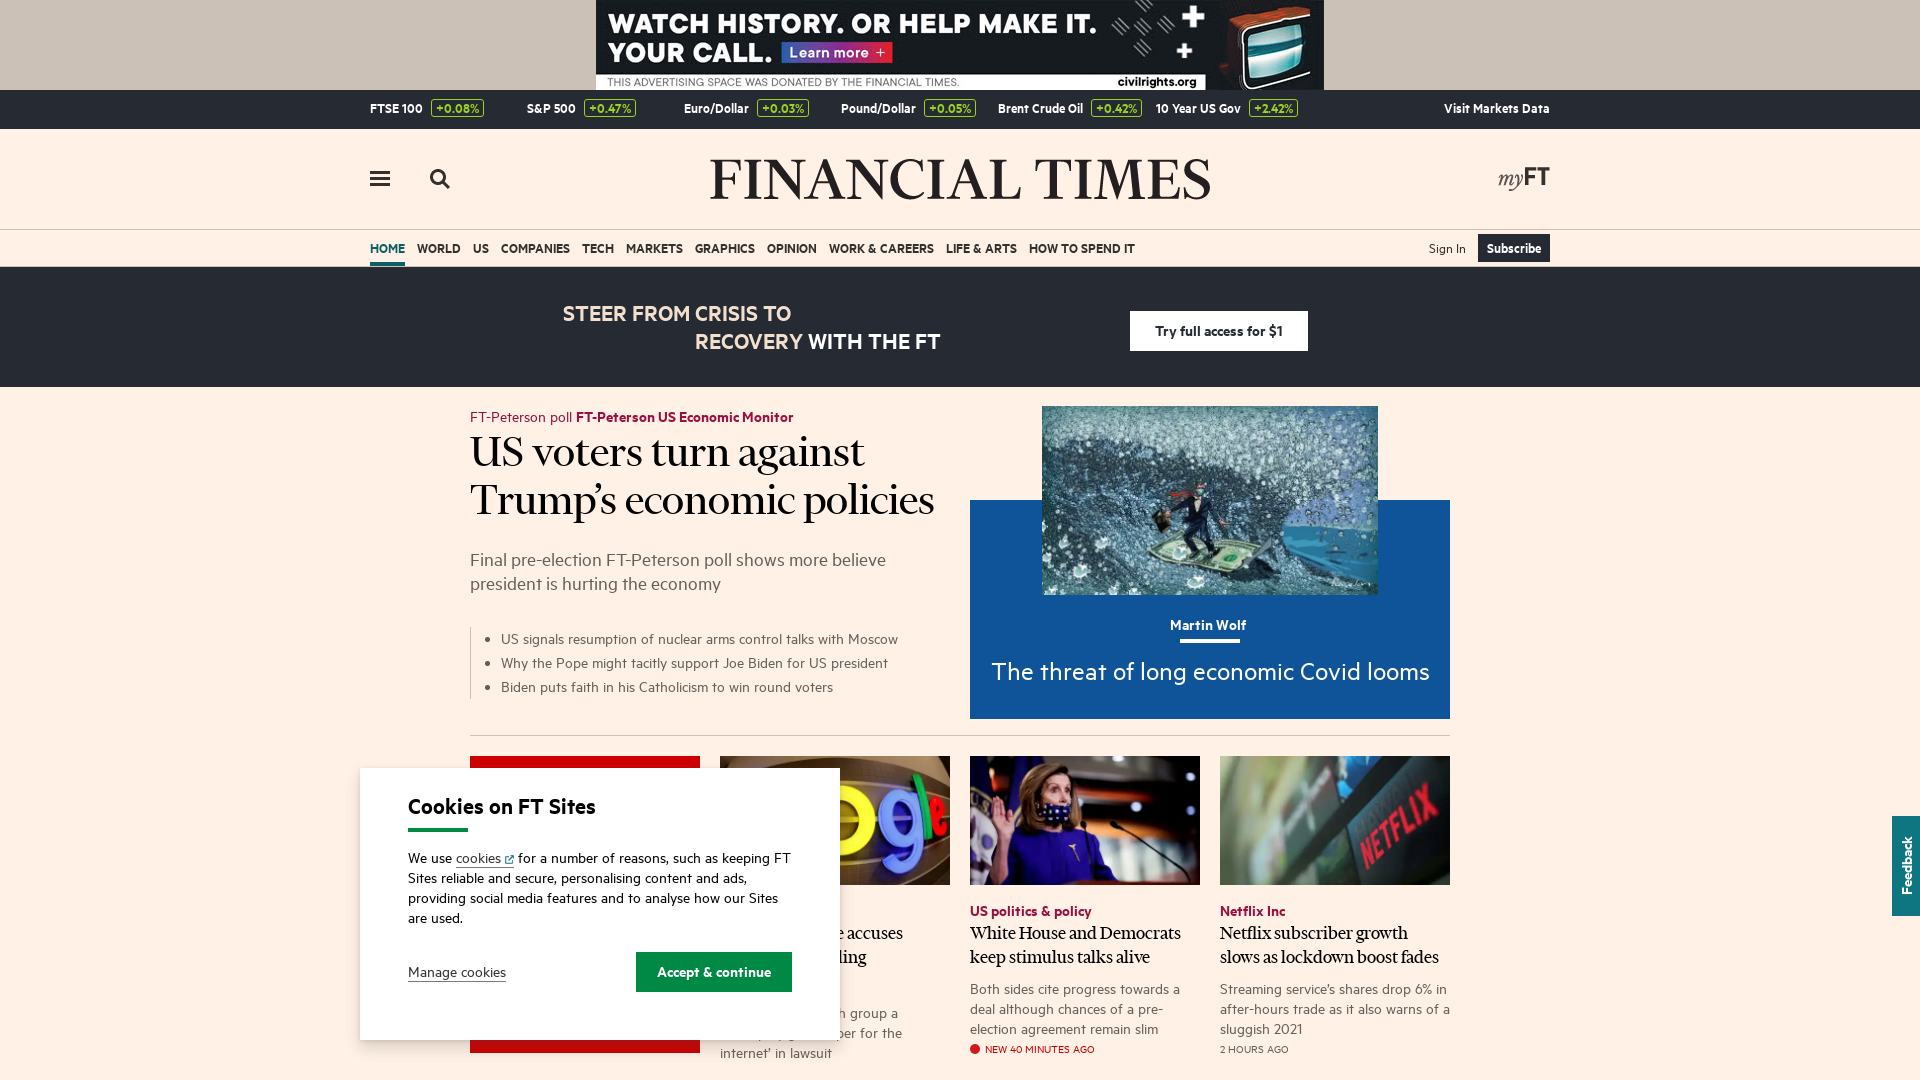 WATCH HISTORY. OR HELP MAKE IT.
YOUR CALL. Learn more +
THIS ADVERTISING SPACE WAS DONATED BY THE FINANCIAL TIMES. civilrights.org
FTSE 100 +0.08% S&P 500 +0.47% Euro/Dollar +0.03% Pound/Dollar +0.05% Brent Crude Oil +0.42% 10 Year US Gov +2.42% Visit Markets Data
FINANCIAL TIMES
myFT
HOME WORLD US COMPANIES TECH MARKETS GRAPHICS OPINION WORK & CAREERS LIFE & ARTS HOW TO SPEND IT Sign In Subscribe
STEER FROM CRISIS TO
RECOVERY WITH THE FT
Try full access for $1
FT-Peterson poll FT-Peterson US Economic Monitor
US voters turn against
Trump’s economic policies
Final pre-election FT-Peterson poll shows more believe
president is hurting the economy
US signals resumption of nuclear arms control talks with Moscow
Why the Pope might tacitly support Joe Biden for US president
Biden puts faith in his Catholicism to win round voters
Martin Wolf
The threat of long economic Covid looms
Cookies on FT Sites
We use cookies for a number of reasons, such as keeping FT
Sites reliable and secure, personalising content and ads,
providing social media features and to analyse how our Sites
are used.
Manage cookies
Accept & continue
accuses
group a
for the
internet’ in lawsuit
US politics & policy
White House and Democrats
keep stimulus talks alive
Both sides cite progress towards a
deal although chances of a pre-
election agreement remain slim
NEW 40 MINUTES AGO
NETFLIX
Netflix Inc
Netflix subscriber growth
slows as lockdown boost fades
Streaming service’s shares drop 6% in
after-hours trade as it also warns of a
sluggish 2021
2 HOURS AGO
Feedback